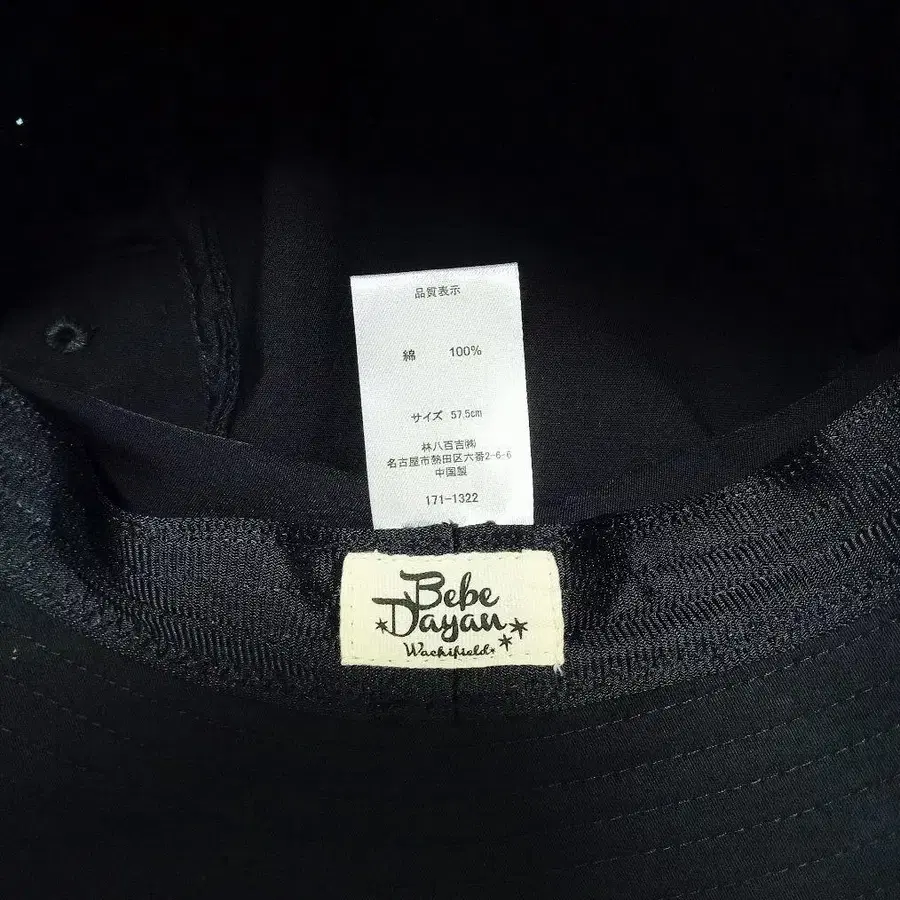 品質表示
綿 100%
サイズ 57.5cm
林八百吉㈱
名古屋市熱田区六番2-6-6
中国製
171-1322
Bebe
Dayan
Wachifield